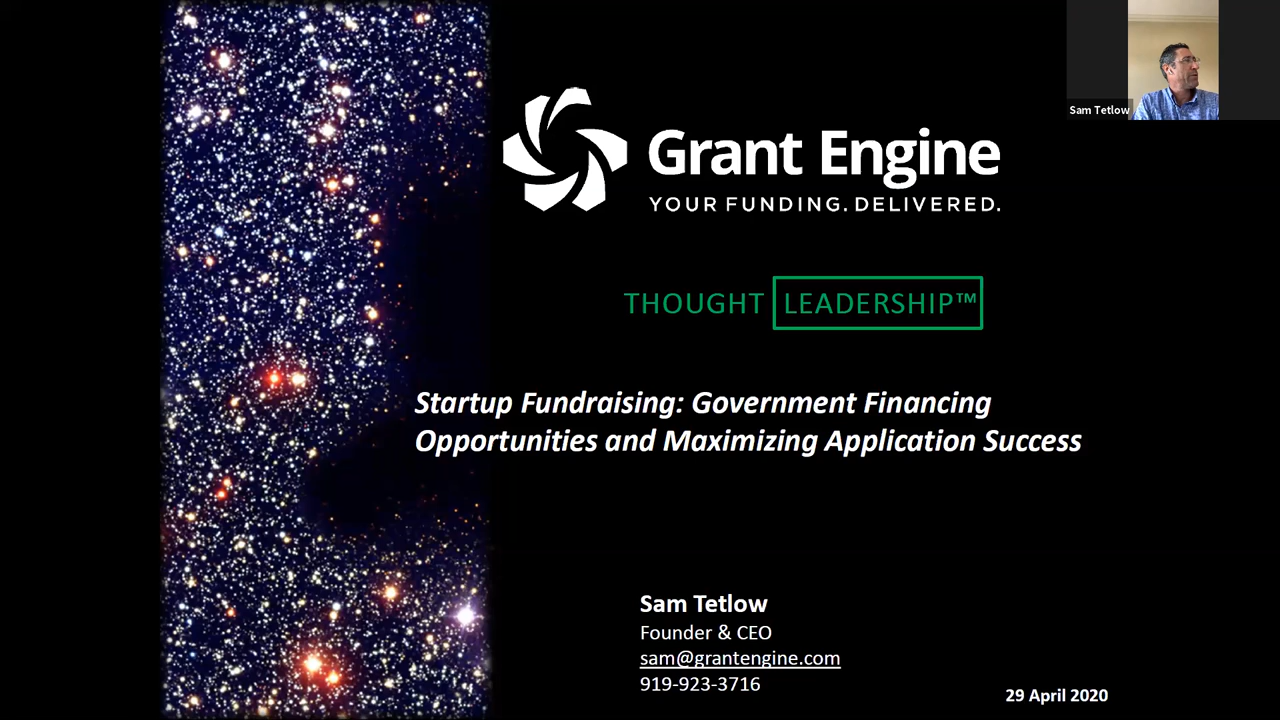 Sam Tetlow
Grant Engine
YOUR FUNDING. DELIVERED.
THOUGHT LEADERSHIP™
Startup Fundraising: Government Financing
Opportunities and Maximizing Application Success
Sam Tetlow
Founder & CEO
sam@grantengine.com
919-923-3716
29 April 2020